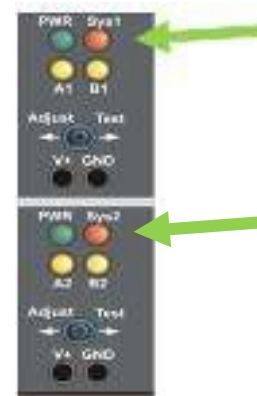 PWR Sys1
A1 B1
Adjust Test
V+ GND
PWR Sys2
A2 B2
Adjust Test
V+ GND